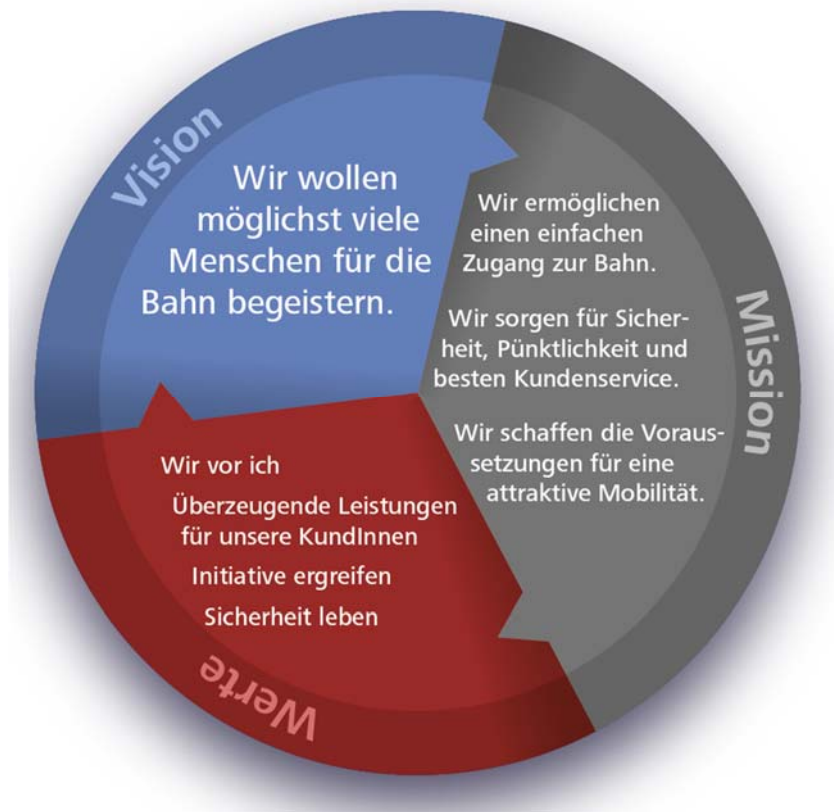 Vision
Wir wollen
möglichst viele
Menschen für die
Bahn begeistern.
Mission
Wir ermöglichen
einen einfachen
Zugang zur Bahn.
Wir sorgen für Sicher-
heit, Pünktlichkeit und
besten Kundenservice.
Wir schaffen die Voraus-
setzungen für eine
attraktive Mobilität.
Werte
Wir vor ich
Überzeugende Leistungen
für unsere KundInnen
Initiative ergreifen
Sicherheit leben